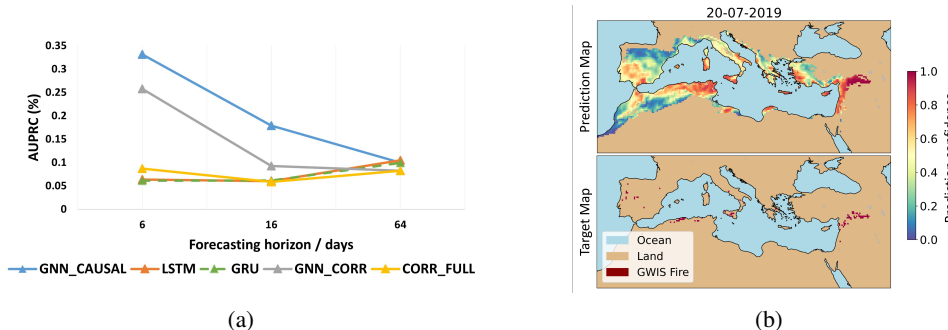 0.35
0.3
0.25
0.2
0.15
0.1
0.05
0
AUPRC (%)
6 16 64
Forecasting horizon / days
GNN_CAUSAL LSTM GRU GNN_CORR CORR_FULL
(a)
20-07-2019
Prediction Map
Target Map
Ocean
Land
GWIS Fire
1.0
0.8
0.6
0.4
0.2
0.0
(b)